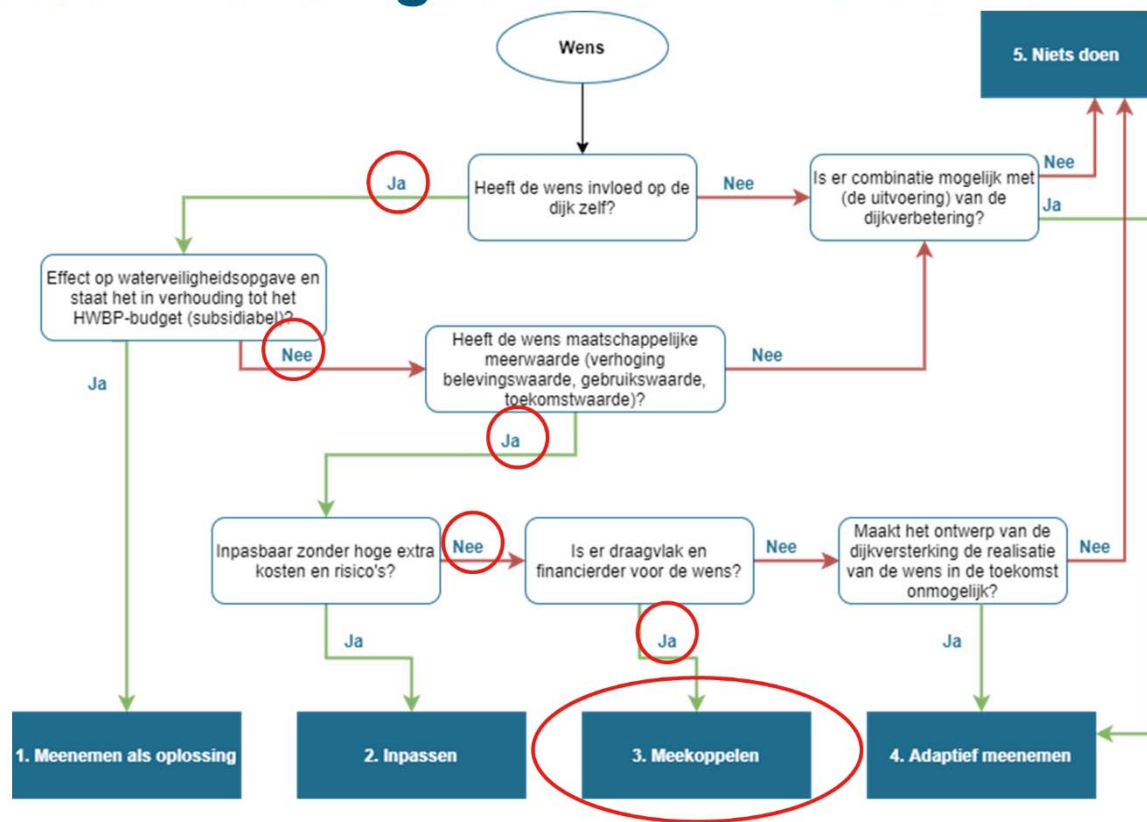 Wens
5. Niets doen
Ja
Heeft de wens invloed op de
dijk zelf?
Nee
Is er combinatie mogelijk met
(de uitvoering) van de
dijkverbetering?
Nee
Ja
Effect op waterveiligheidsopgave en
staat het in verhouding tot het
HWBP-budget (subsidiabel)?
Nee
Heeft de wens maatschappelijke
meerwaarde (verhoging
belevingswaarde, gebruikswaarde,
toekomstwaarde)?
Nee
Ja
Ja
Inpasbaar zonder hoge extra
kosten en risico's?
Nee
Is er draagvlak en
financierder voor de wens?
Nee
Maakt het ontwerp van de
dijkversterking de realisatie
van de wens in de toekomst
onmogelijk?
Nee
Ja
Ja
Ja
1. Meenemen als oplossing
2. Inpassen
3. Meekoppelen
4. Adaptief meenemen